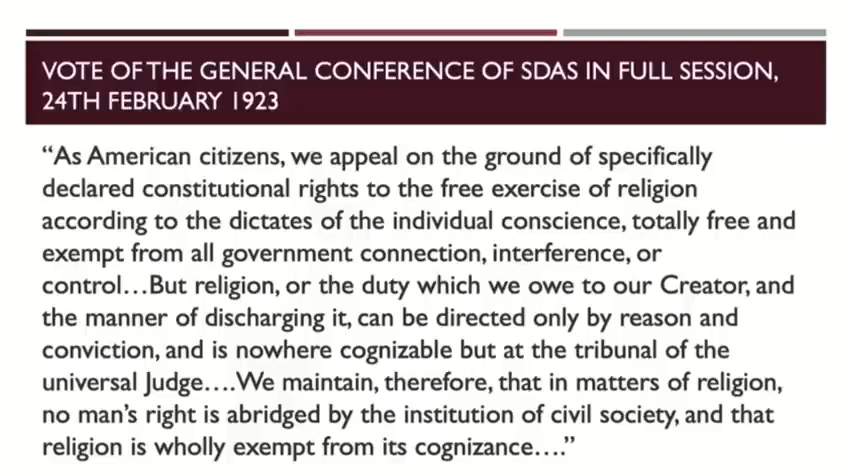 VOTE OF THE GENERAL CONFERENCE OF SDAS IN FULL SESSION,
24TH FEBRUARY 1923
“As American citizens, we appeal on the ground of specifically
declared constitutional rights to the free exercise of religion
according to the dictates of the individual conscience, totally free and
exempt from all government connection, interference, or
control…But religion, or the duty which we owe to our Creator, and
the manner of discharging it, can be directed only by reason and
conviction, and is nowhere cognizable but at the tribunal of the
universal Judge….We maintain, therefore, that in matters of religion,
no man’s right is abridged by the institution of civil society, and that
religion is wholly exempt from its cognizance….”